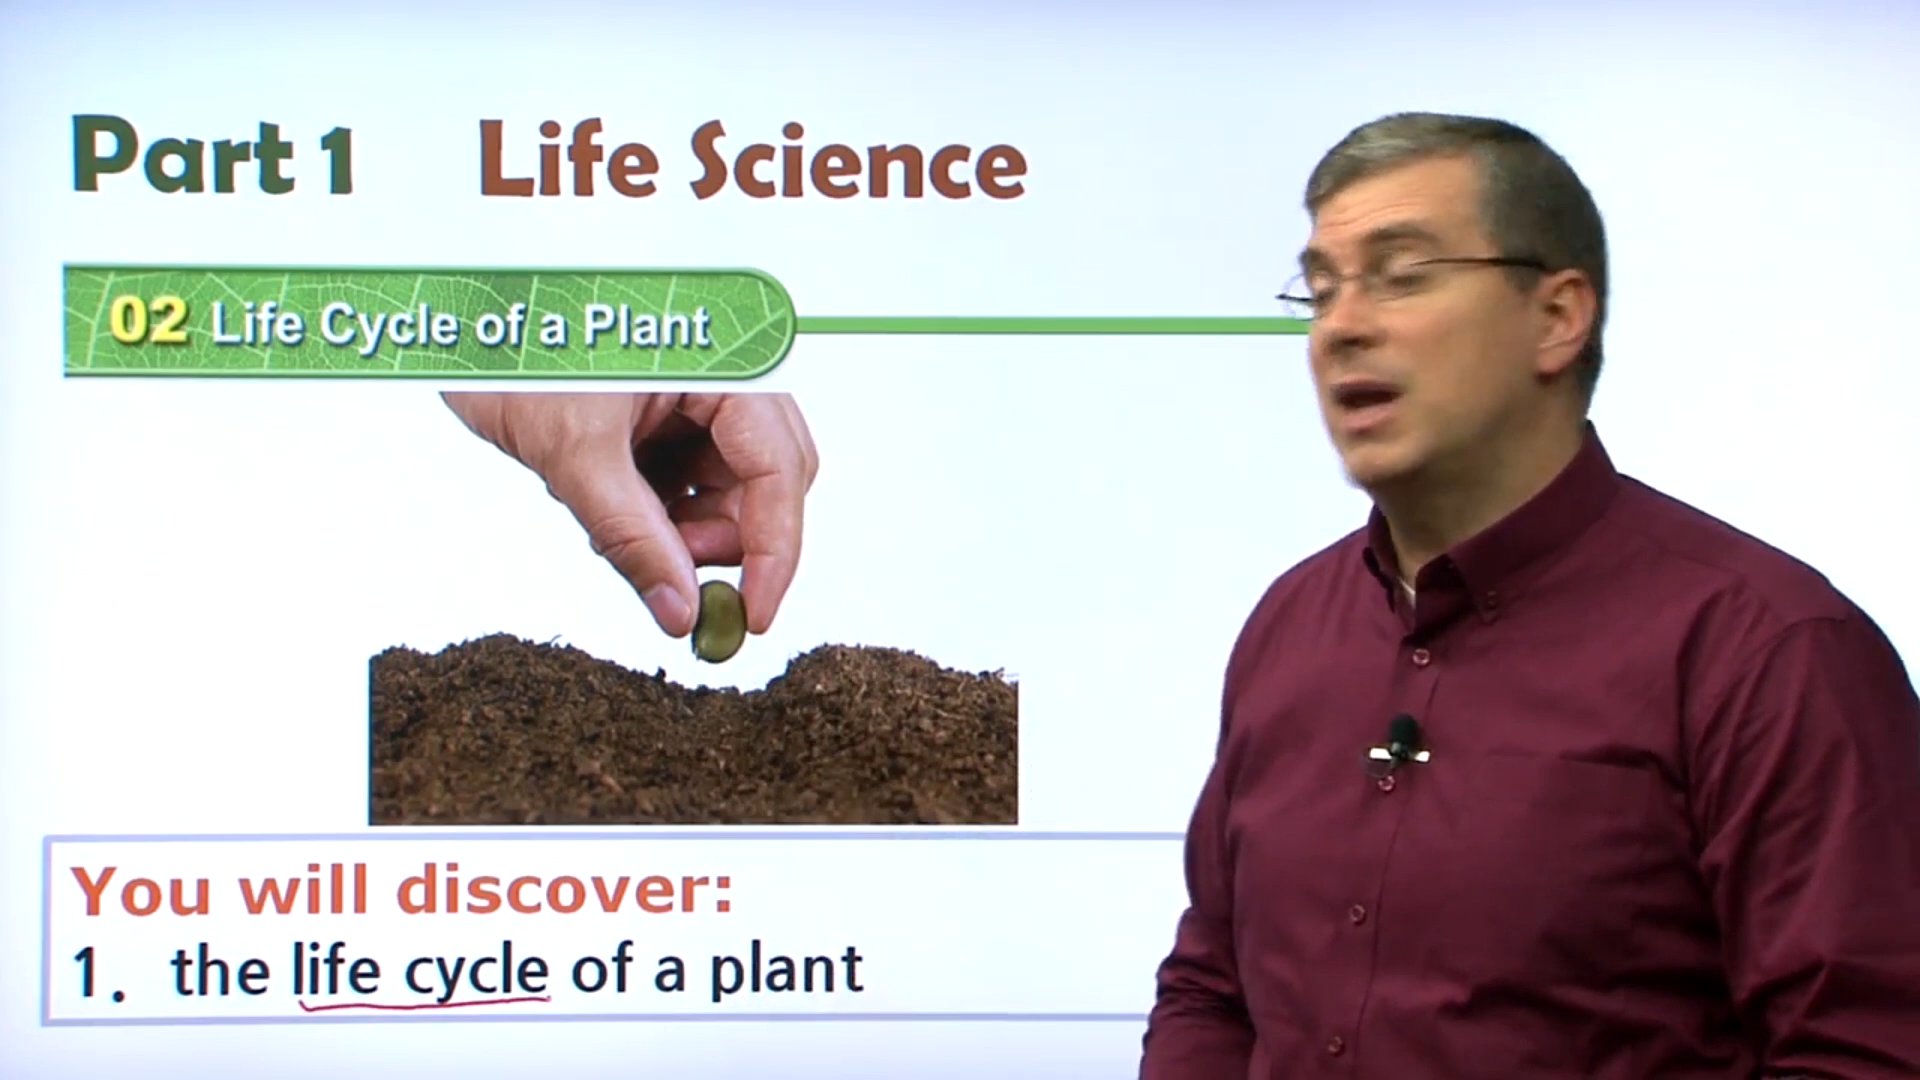 Part 1 Life Science
02 Life Cycle of a Plant
You will discover:
1. the life cycle of a plant